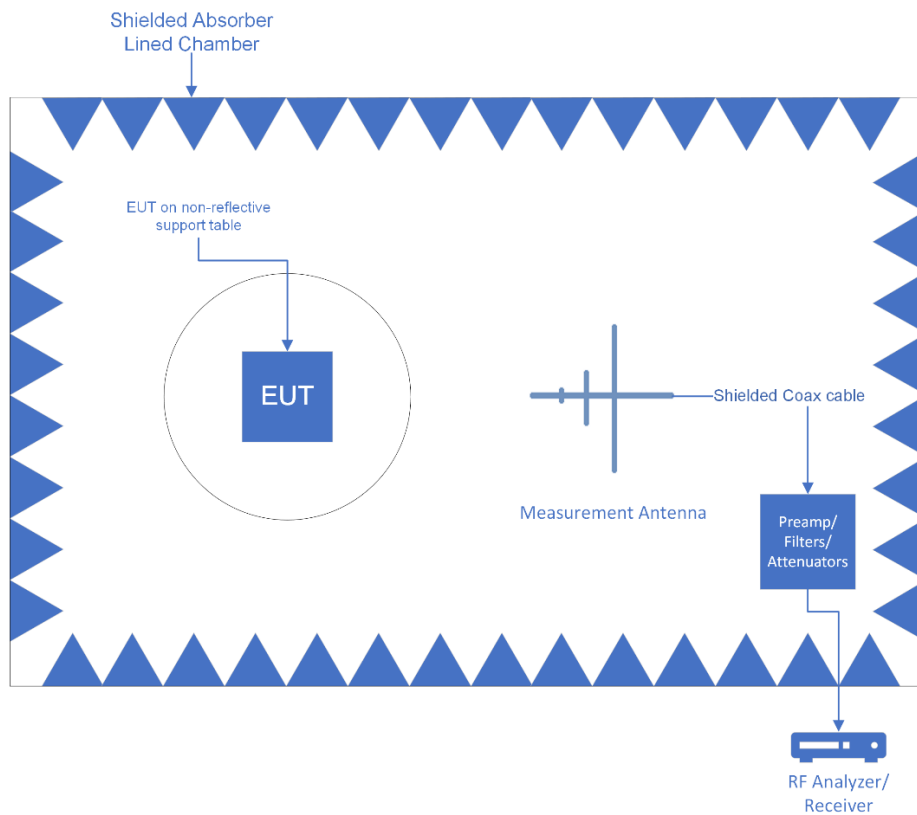 Shielded Absorber
Lined Chamber
EUT on non-reflective
support table
EUT
Shielded Coax cable
Measurement Antenna
Preamp/
Filters/
Attenuators
RF Analyzer/
Receiver